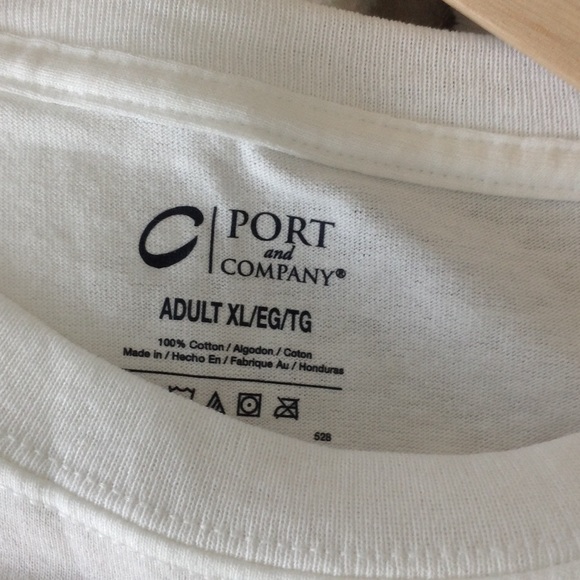 PORT
and
COMPANY®
ADULT XL/EG/TG
100% Cotton / Algodon / Coton
Made in / Hecho En / Fabrique Au / Honduras
528